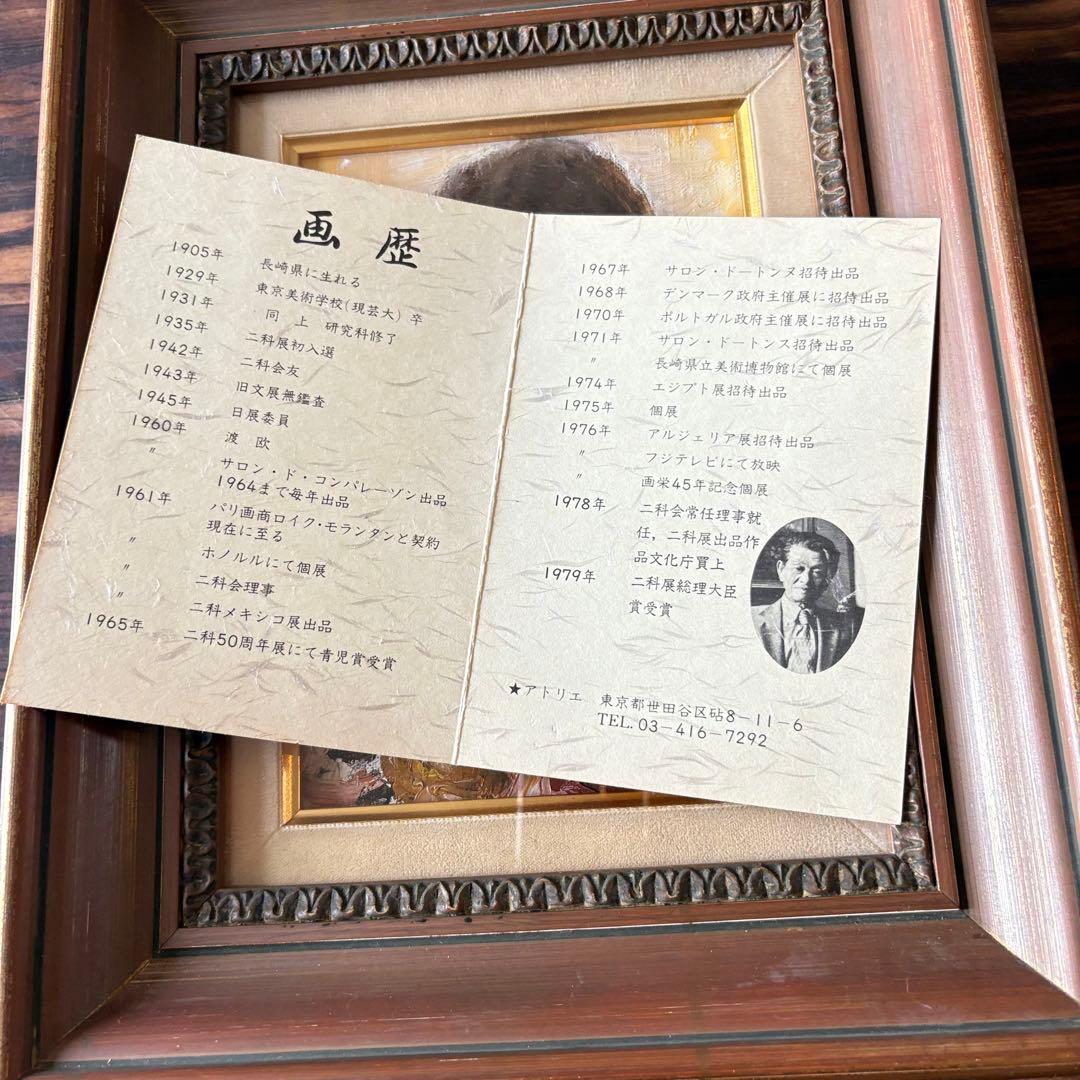 画歴
1905年 長崎県に生れる
1929年 東京美術学校(現芸大) 卒
1931年 同上 研究科修了
1935年 二科展初入選
1942年 二科会友
1943年 旧文展無鑑査
1945年 日展委員
1960年 渡欧
〃 サロン・ド・コンパレーゾン出品
1964まで毎年出品
1961年 パリ画商ロイク・モランタンと契約
現在に至る
〃 ホノルルにて個展
〃 二科会理事
〃 二科メキシコ展出品
1965年 二科50周年展にて青児賞受賞
1967年 サロン・ドートンヌ招待出品
1968年 デンマーク政府主催展に招待出品
1970年 ポルトガル政府主催展に招待出品
1971年 サロン・ドートンス招待出品
〃 長崎県立美術博物館にて個展
1974年 エジプト展招待出品
1975年 個展
1976年 アルジェリア展招待出品
〃 フジテレビにて放映
〃 画栄45年記念個展
1978年 二科会常任理事就
任，二科展出品作
品文化庁買上
1979年 二科展総理大臣
賞受賞
★アトリエ 東京都世田谷区砧8－11－6
TEL. 03－416－7292